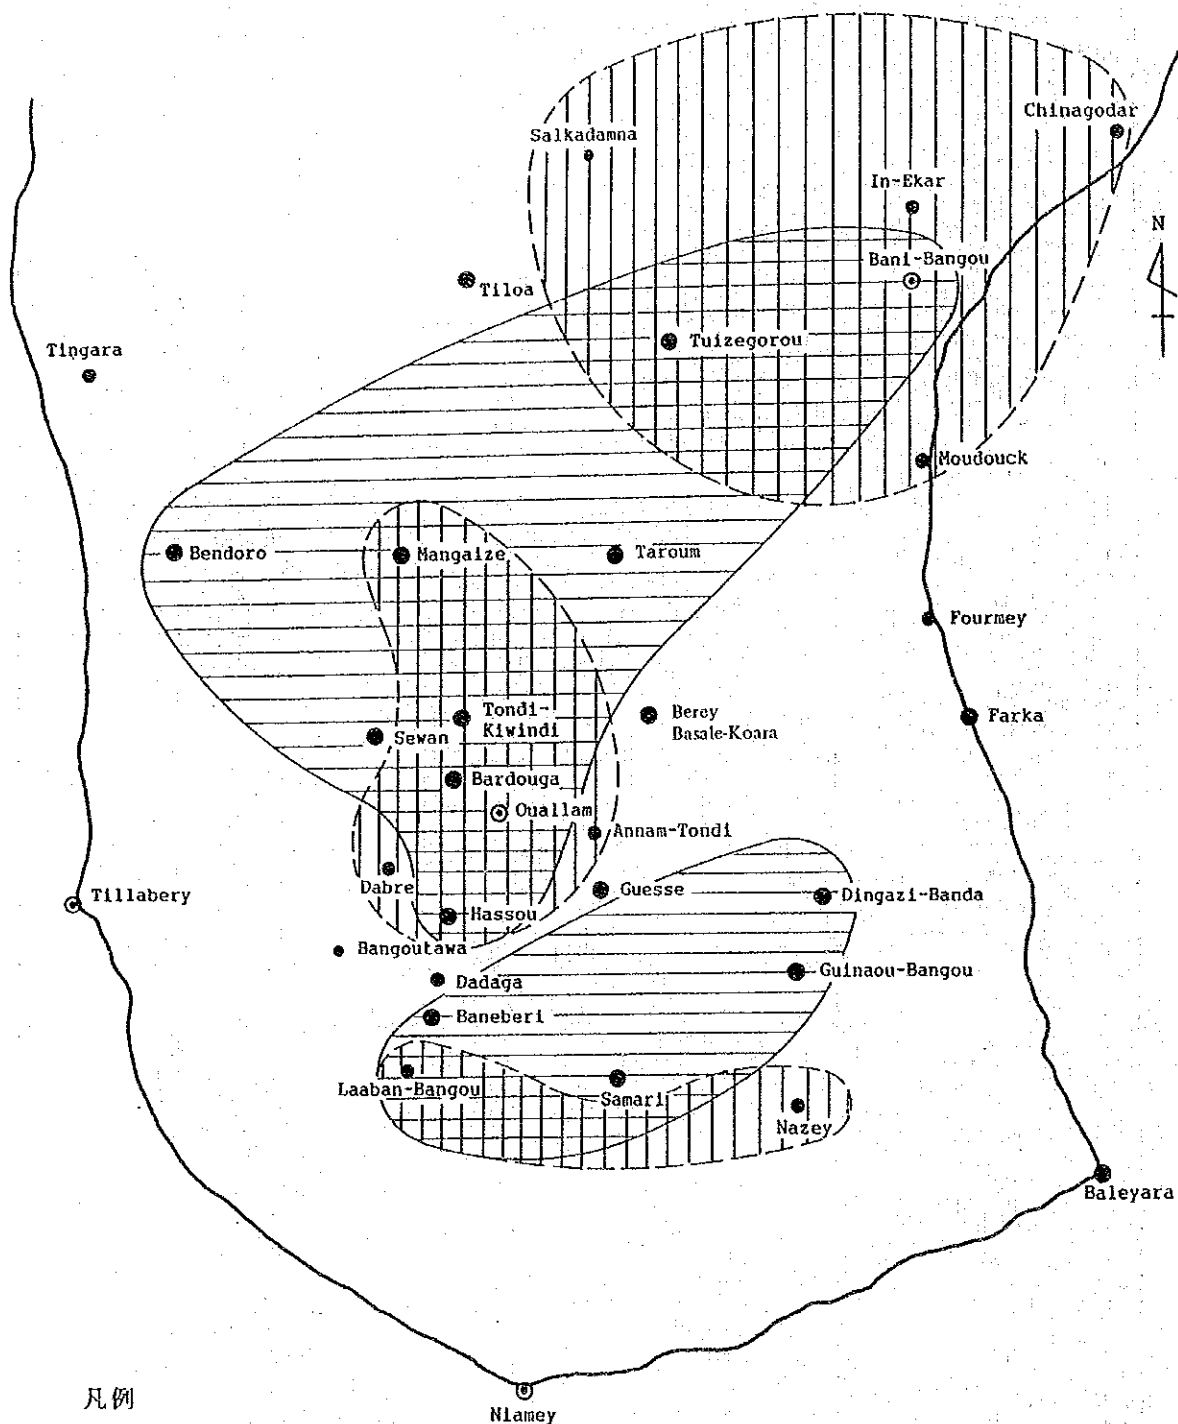 Chinagodar
Salkadamna
In-Ekar
N
Bani-Bangou
Tiloa
Tuizegorou
Tingara
Moudouck
Bendoro
Mangaize
Taroum
Fourmey
Tondi-
Kiwindi
Berey
Basale-Koara
Farka
Sewan
Bardouga
Ouallam
Annam-Tondi
Dabre
Guesse
Dingazi-Banda
Tillabery
Hassou
Bangoutawa
Guinaou-Bangou
Dadaga
Baneberi
Laaban-Bangou
Samari
Nazey
Baleyara
凡例
Niamey